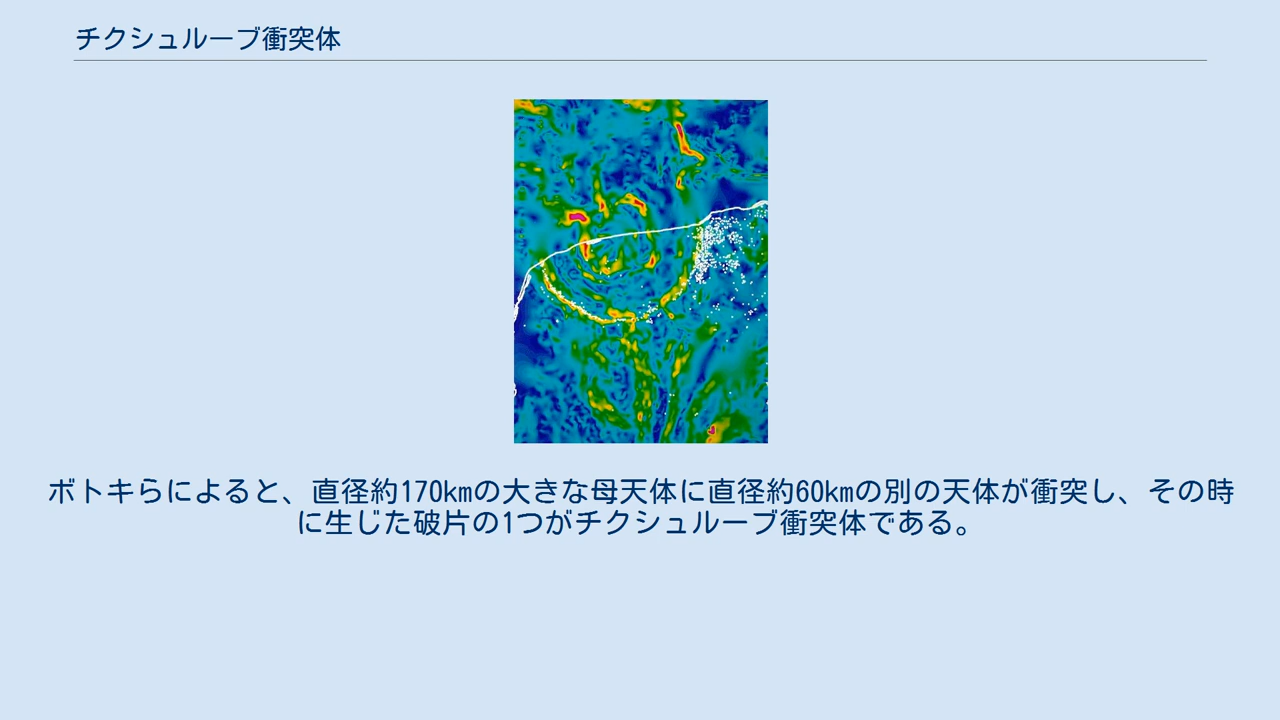 チクシュルーブ衝突体
ボトキらによると、直径約170kmの大きな母天体に直径約60kmの別の天体が衝突し、その時
に生じた破片の1つがチクシュルーブ衝突体である。